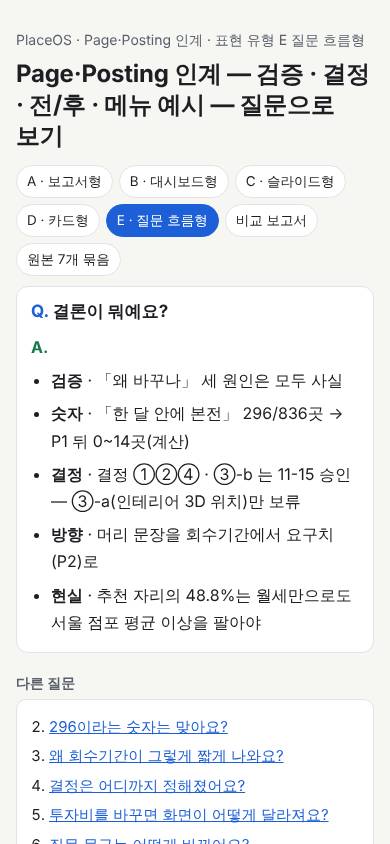 PlaceOS · Page·Posting 인계 · 표현 유형 E 질문 흐름형
Page·Posting 인계 — 검증 · 결정
· 전/후 · 메뉴 예시 — 질문으로
보기
A · 보고서형
B · 대시보드형
C · 슬라이드형
D · 카드형
E · 질문 흐름형
비교 보고서
원본 7개 묶음
Q. 결론이 뭐예요?
A.
• 검증 · 「왜 바꾸나」 세 원인은 모두 사실
• 숫자 · 「한 달 안에 본전」 296/836곳 →
P1 뒤 0~14곳(계산)
• 결정 · 결정 ①②④ · ③-b 는 11-15 승인
— ③-a(인테리어 3D 위치)만 보류
• 방향 · 머리 문장을 회수기간에서 요구치
(P2)로
• 현실 · 추천 자리의 48.8%는 월세만으로도
서울 점포 평균 이상을 팔아야
다른 질문
2. 296이라는 숫자는 맞아요?
3. 왜 회수기간이 그렇게 짧게 나와요?
4. 결정은 어디까지 정해졌어요?
5. 투자비를 바꾸면 화면이 어떻게 달라져요?